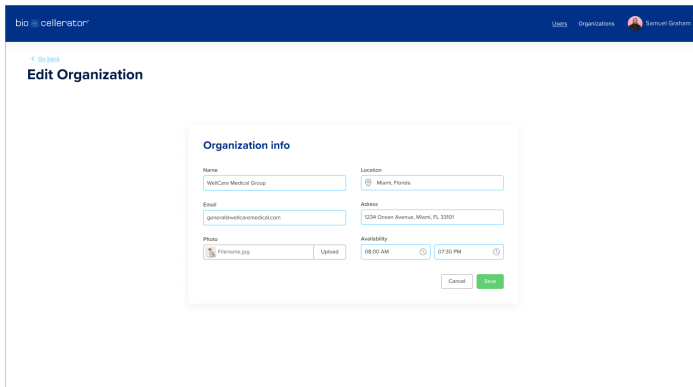 bio cellerator
Users Organizations Samuel Graham
Go back
Edit Organization
Organization info
Name
WellCare Medical Group
Location
Miami, Florida
Email
general@wellcaremedical.com
Adress
1234 Ocean Avenue, Miami, FL 33101
Photo
Filename.jpg Upload
Availability
08:00 AM 07:30 PM
Cancel Save